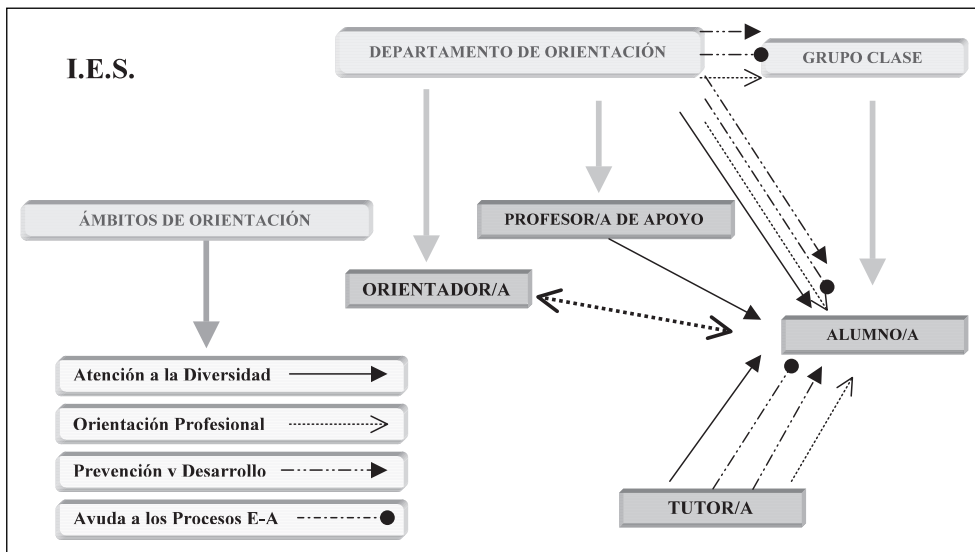 I.E.S.
DEPARTAMENTO DE ORIENTACIÓN
GRUPO CLASE
ÁMBITOS DE ORIENTACIÓN
PROFESOR/A DE APOYO
ORIENTADOR/A
ALUMNO/A
Atención a la Diversidad
Orientación Profesional
Prevención v Desarrollo
Avuda a los Procesos E-A
TUTOR/A